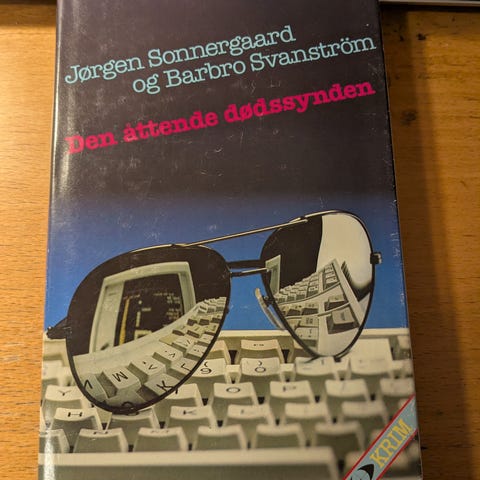 Jørgen Sonnergaard
og Barbro Svanström
Den åttende dødssynden
KRIM